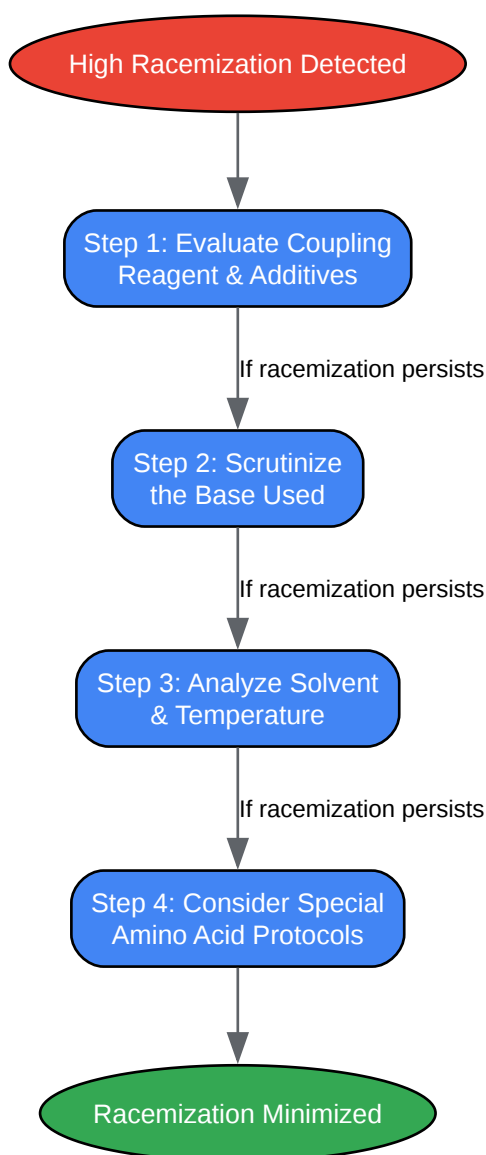 High Racemization Detected
Step 1: Evaluate Coupling
Reagent & Additives
If racemization persists
Step 2: Scrutinize
the Base Used
If racemization persists
Step 3: Analyze Solvent
& Temperature
If racemization persists
Step 4: Consider Special
Amino Acid Protocols
Racemization Minimized